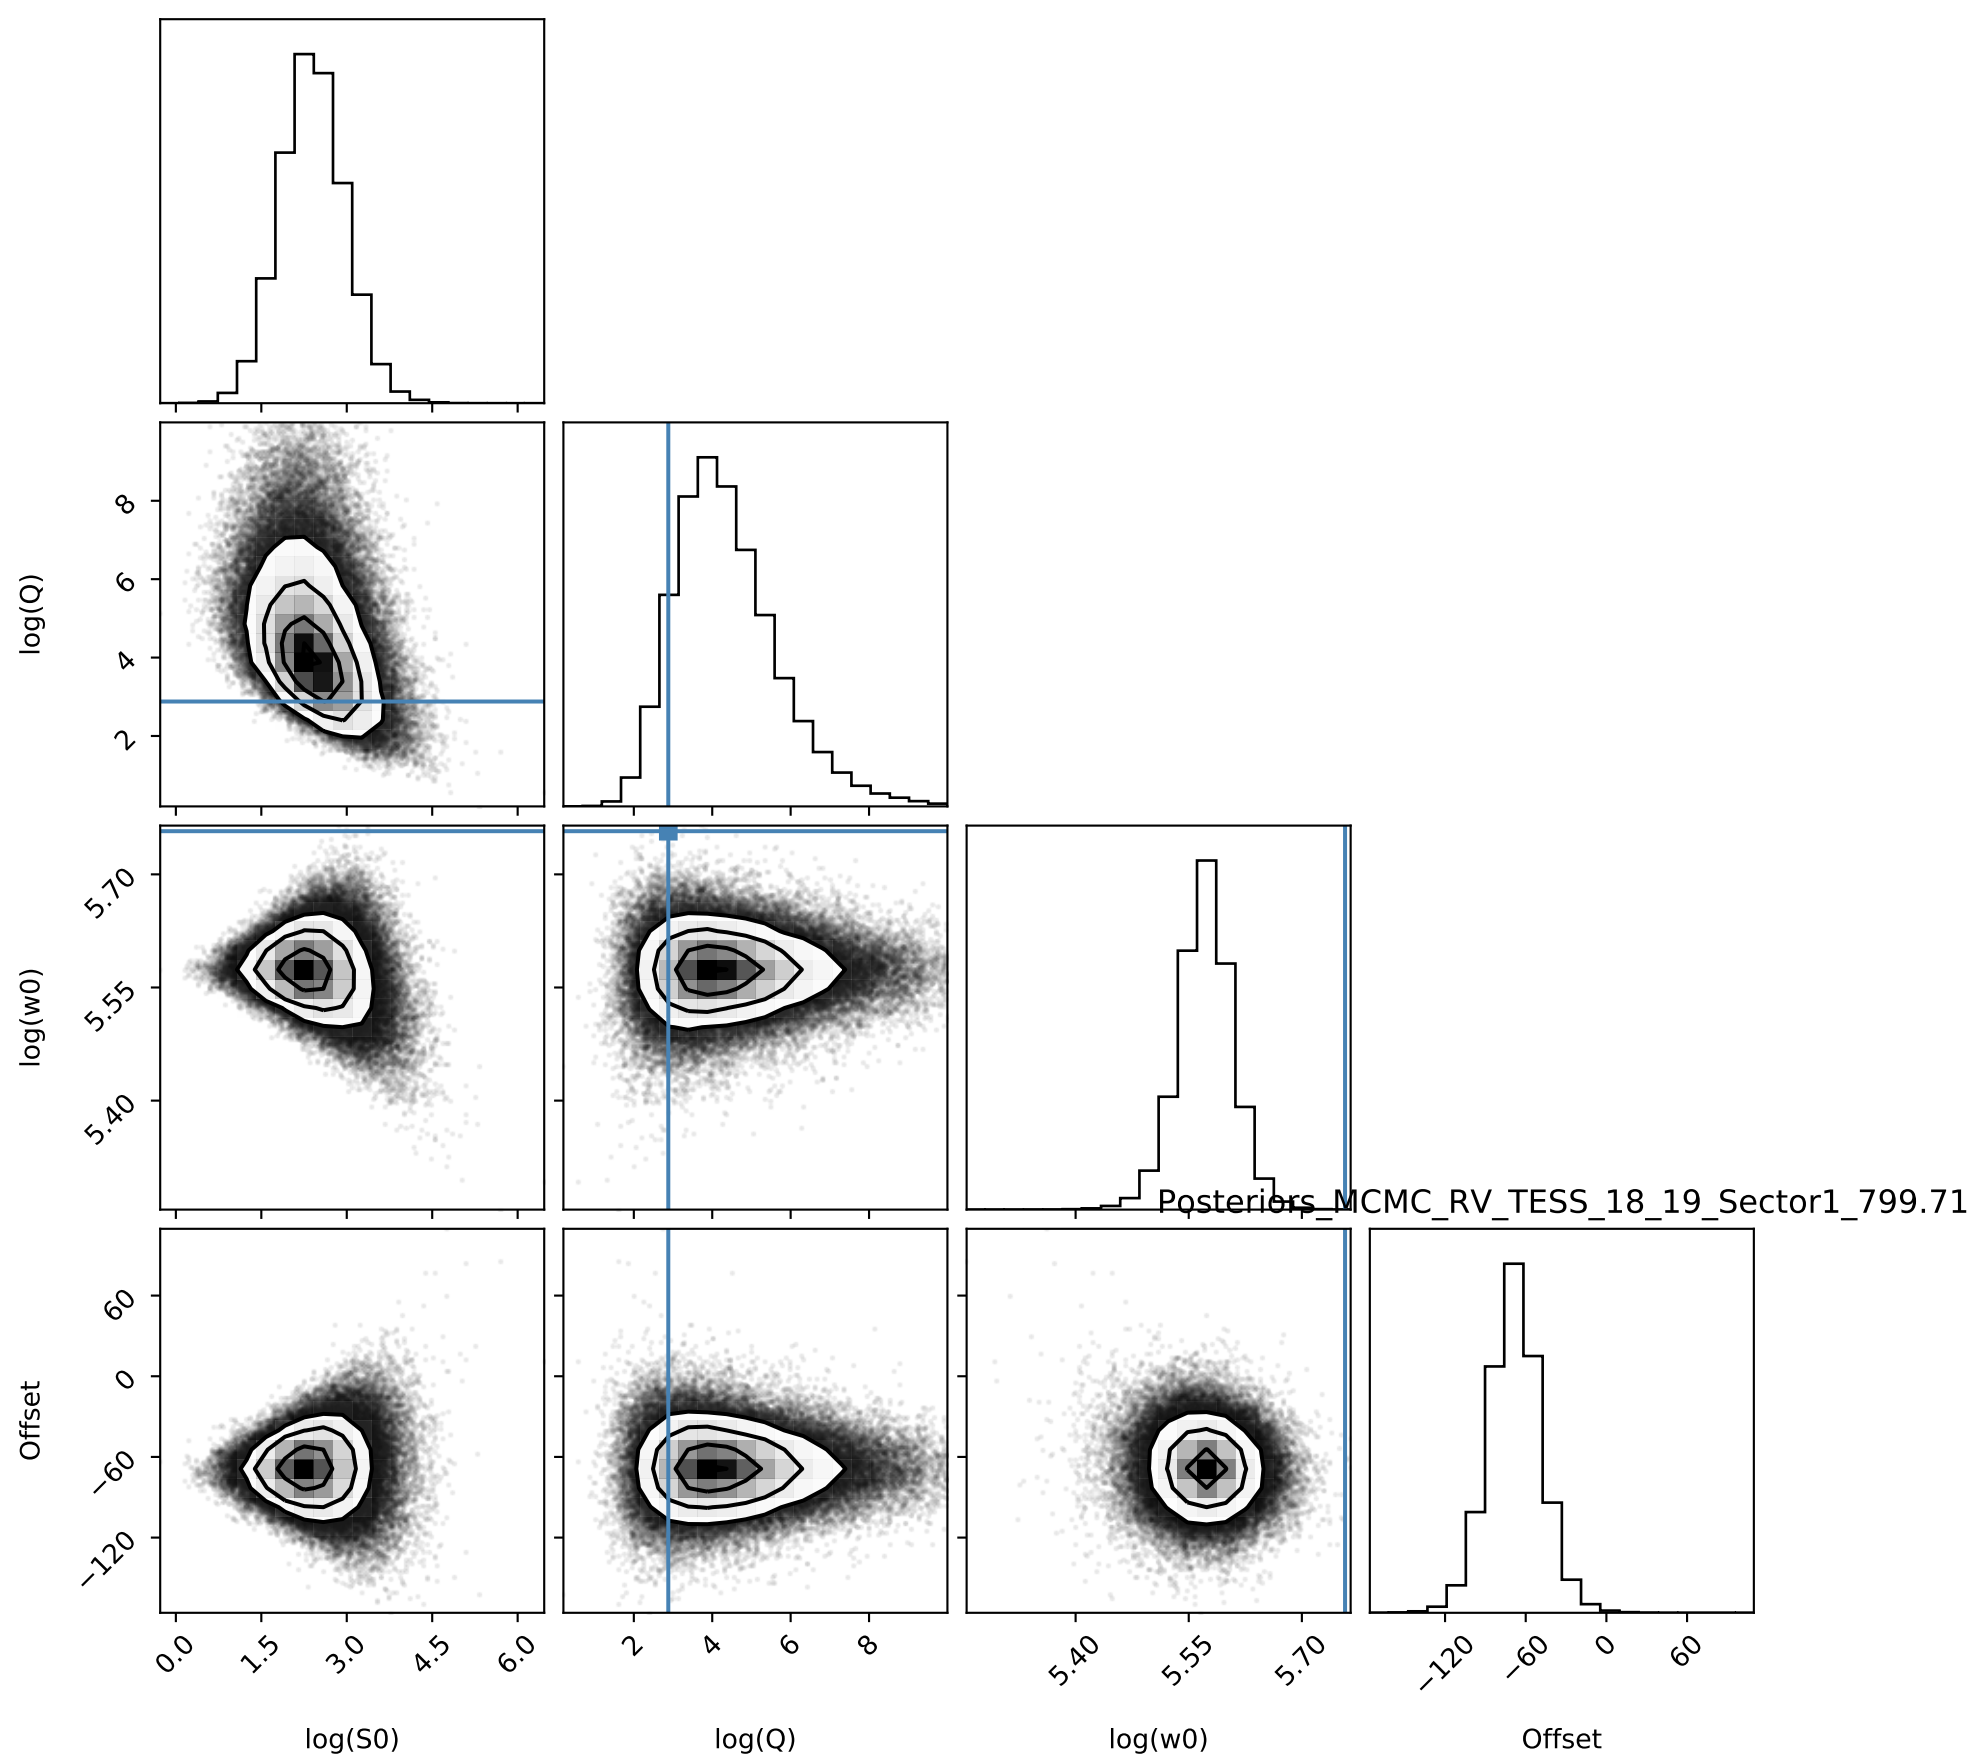 log(Q)
8
6
4
2
log(w0)
5.70
5.55
5.40
Posteriors_MCMC_RV_TESS_18_19_Sector1_799.71
Offset
60
0
−60
−120
0.0 1.5 3.0 4.5 6.0
2 4 6 8
5.40 5.55 5.70
−120 −60 0 60
log(S0) log(Q) log(w0) Offset